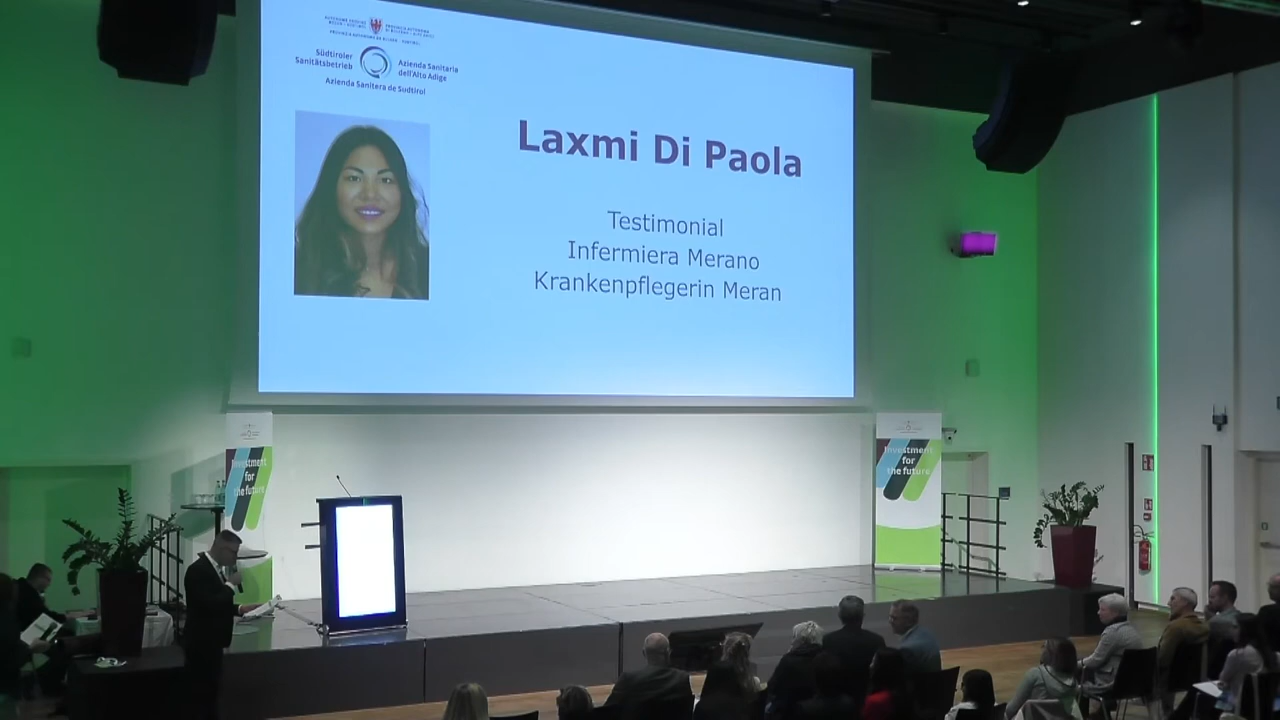 Südtiroler
Sanitätsbetrieb
Azienda Sanitaria
dell'Alto Adige
Azienda Sanitera de Sudtirol
Laxmi Di Paola
Testimonial
Infermiera Merano
Krankenpflegerin Meran
Investment
for
the future
Investment
for
the future